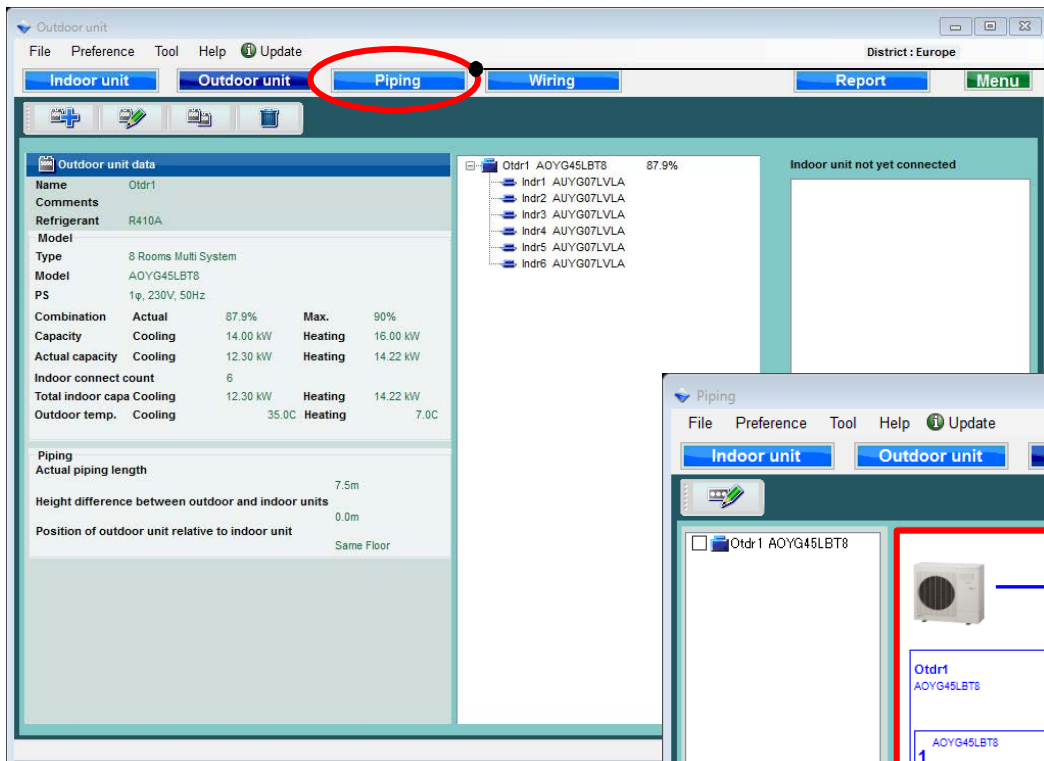 Outdoor unit
File Preference Tool Help Update
District : Europe
Indoor unit Outdoor unit Piping Wiring Report Menu
Outdoor unit data
Name Otdr1
Comments
Refrigerant R410A
Model
Type 8 Rooms Multi System
Model AOYG45LBT8
PS 1φ, 230V, 50Hz
Combination Actual 87.9% Max. 90%
Capacity Cooling 14.00 kW Heating 16.00 kW
Actual capacity Cooling 12.30 kW Heating 14.22 kW
Indoor connect count 6
Total indoor capa Cooling 12.30 kW Heating 14.22 kW
Outdoor temp. Cooling 35.0C Heating 7.0C
Piping
Actual piping length
7.5m
Height difference between outdoor and indoor units
0.0m
Position of outdoor unit relative to indoor unit
Same Floor
Otdr1 AOYG45LBT8 87.9%
Indr1 AUYG07LVLA
Indr2 AUYG07LVLA
Indr3 AUYG07LVLA
Indr4 AUYG07LVLA
Indr5 AUYG07LVLA
Indr6 AUYG07LVLA
Indoor unit not yet connected
Piping
File Preference Tool Help Update
Indoor unit Outdoor unit
Otdr1 AOYG45LBT8
Otdr1
AOYG45LBT8
AOYG45LBT8
1